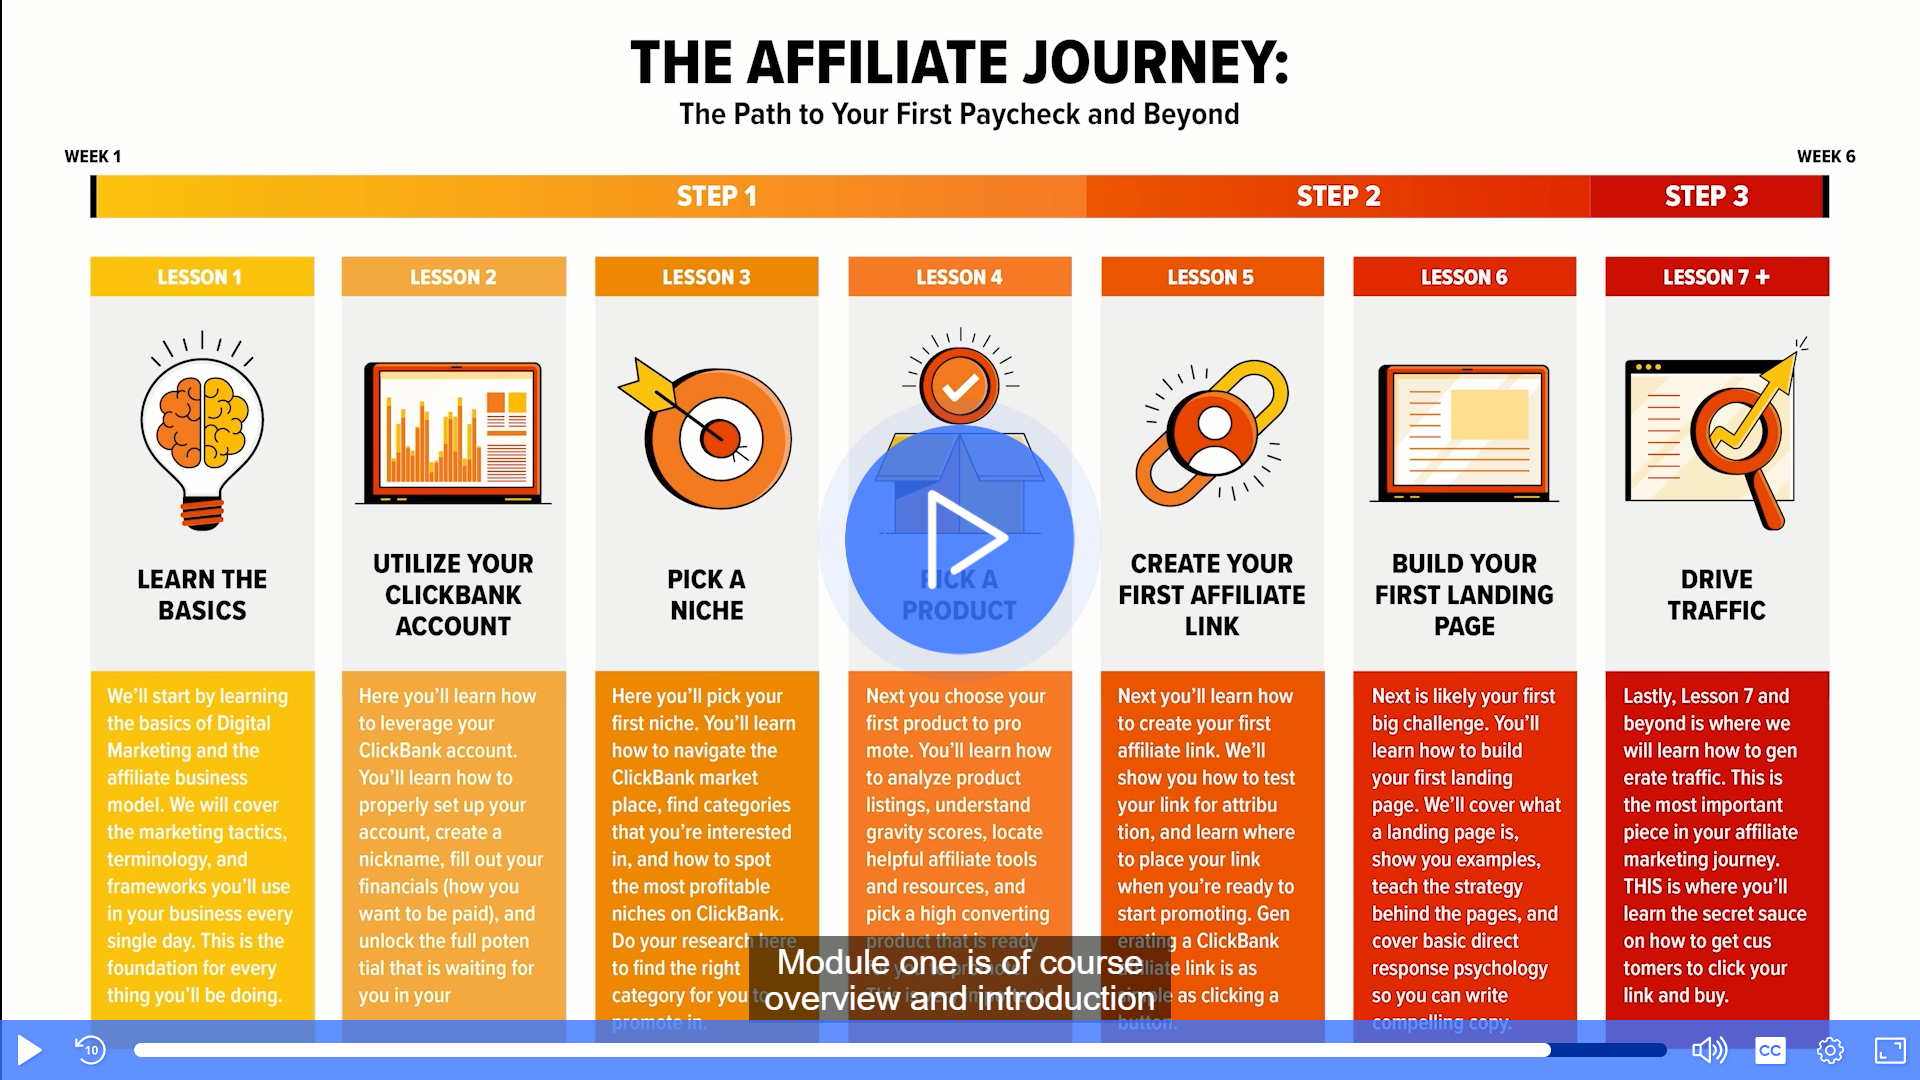 THE AFFILIATE JOURNEY:
The Path to Your First Paycheck and Beyond
WEEK 1
WEEK 6
STEP 1
STEP 2
STEP 3
LESSON 1
LEARN THE
BASICS
We'll start by learning
the basics of Digital
Marketing and the
affiliate business
model. We will cover
the marketing tactics,
terminology, and
frameworks you'll use
in your business every
single day. This is the
foundation for every
thing you'll be doing.
LESSON 2
UTILIZE YOUR
CLICKBANK
ACCOUNT
Here you'll learn how
to leverage your
ClickBank account.
You'll learn how to
properly set up your
account, create a
nickname, fill out your
financials (how you
want to be paid), and
unlock the full poten
tial that is waiting for
you in your
LESSON 3
PICK A
NICHE
Here you'll pick your
first niche. You'll learn
how to navigate the
ClickBank market
place, find categories
that you're interested
in, and how to spot
the most profitable
niches on ClickBank.
Do your research here
to find the right
category for you to
promote in.
LESSON 4
PICK A
PRODUCT
Next you choose your
first product to pro
mote. You'll learn how
to analyze product
listings, understand
gravity scores, locate
helpful affiliate tools
and resources, and
pick a high converting
product that is ready
LESSON 5
CREATE YOUR
FIRST AFFILIATE
LINK
Next you'll learn how
to create your first
affiliate link. We'll
show you how to test
your link for attribu
tion, and learn where
to place your link
when you're ready to
start promoting. Gen
erating a ClickBank
affiliate link is as
simple as clicking a
button.
LESSON 6
BUILD YOUR
FIRST LANDING
PAGE
Next is likely your first
big challenge. You'll
learn how to build
your first landing
page. We'll cover what
a landing page is,
show you examples,
teach the strategy
behind the pages, and
cover basic direct
response psychology
so you can write
compelling copy.
LESSON 7 +
DRIVE
TRAFFIC
Lastly, Lesson 7 and
beyond is where we
will learn how to gen
erate traffic. This is
the most important
piece in your affiliate
marketing journey.
THIS is where you'll
learn the secret sauce
on how to get cus
tomers to click your
link and buy.
Module one is of course
overview and introduction
10
CC